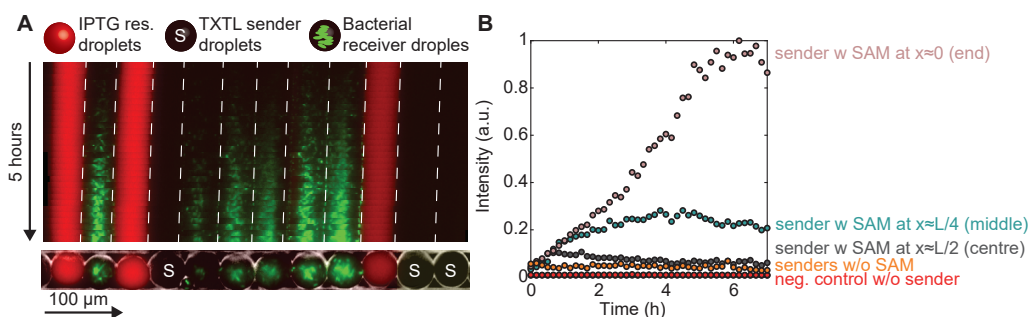 A
IPTG res.
droplets
S
TXTL sender
droplets
Bacterial
receiver droples
5 hours
S
S
S
100 µm
B
Intensity (a.u.)
1
0.8
0.6
0.4
0.2
0
0
2
4
6
Time (h)
sender w SAM at x≈0 (end)
sender w SAM at x≈L/4 (middle)
sender w SAM at x≈L/2 (centre)
senders w/o SAM
neg. control w/o sender